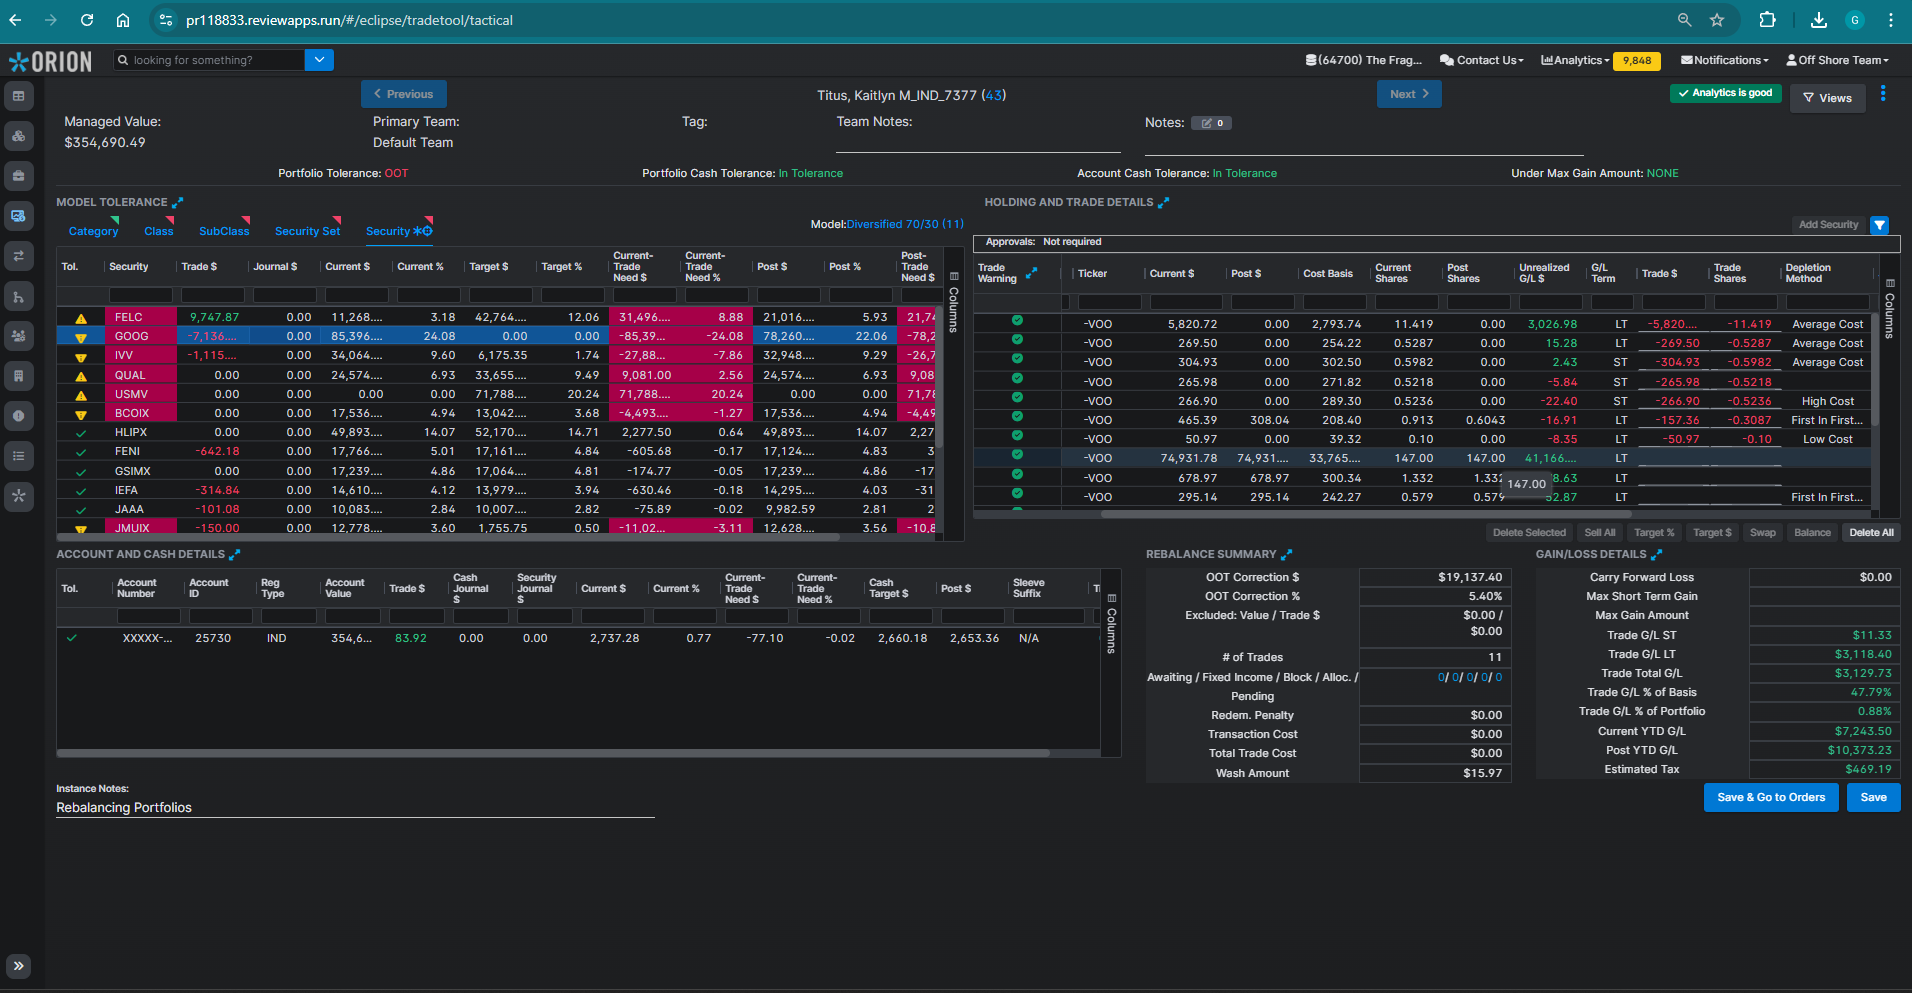 pr118833.reviewapps.run/#/eclipse/tradetool/tactical
G
ORION
looking for something?
(64700) The Frag...
Contact Us
Analytics
9,848
Notifications
Off Shore Team
Previous
Titus, Kaitlyn M_IND_7377 (43)
Next
Analytics is good
Views
Managed Value:
$354,690.49
Primary Team:
Default Team
Tag:
Team Notes:
Notes: 0
Portfolio Tolerance: OOT
Portfolio Cash Tolerance: In Tolerance
Account Cash Tolerance: In Tolerance
Under Max Gain Amount: NONE
MODEL TOLERANCE
Category Class SubClass Security Set Security
Model:Diversified 70/30 (11)
Tol. Security Trade $ Journal $ Current $ Current % Target $ Target % Current-Trade Need $ Current-Trade Need % Post $ Post % Post-Trade Need $
Columns
FELC 9,747.87 0.00 11,268.... 3.18 42,764.... 12.06 31,496.... 8.88 21,016.... 5.93 21,74
GOOG -7,136.... 0.00 85,396.... 24.08 0.00 0.00 -85,39... -24.08 78,260.... 22.06 -78,2
IVV -1,115.... 0.00 34,064.... 9.60 6,175.35 1.74 -27,88... -7.86 32,948.... 9.29 -26,7
QUAL 0.00 0.00 24,574.... 6.93 33,655.... 9.49 9,081.00 2.56 24,574.... 6.93 9,08
USMV 0.00 0.00 0.00 0.00 71,788.... 20.24 71,788.... 20.24 0.00 0.00 71,78
BCOIX 0.00 0.00 17,536.... 4.94 13,042.... 3.68 -4,493.... -1.27 17,536.... 4.94 -4,49
HLIPX 0.00 0.00 49,893.... 14.07 52,170.... 14.71 2,277.50 0.64 49,893.... 14.07 2,27
FENI -642.18 0.00 17,766.... 5.01 17,161.... 4.84 -605.68 -0.17 17,124.... 4.83 3
GSIMX 0.00 0.00 17,239.... 4.86 17,064.... 4.81 -174.77 -0.05 17,239.... 4.86 -17
IEFA -314.84 0.00 14,610.... 4.12 13,979.... 3.94 -630.46 -0.18 14,295.... 4.03 -31
JAAA -101.08 0.00 10,083.... 2.84 10,007.... 2.82 -75.89 -0.02 9,982.59 2.81 2
JMUIX -150.00 0.00 12,778.... 3.60 1,755.75 0.50 -11,02... -3.11 12,628.... 3.56 -10,8
HOLDING AND TRADE DETAILS
Add Security
Approvals: Not required
Trade Warning Ticker Current $ Post $ Cost Basis Current Shares Post Shares Unrealized G/L $ G/L Term Trade $ Trade Shares Depletion Method
Columns
-VOO 5,820.72 0.00 2,793.74 11.419 0.00 3,026.98 LT -5,820.... -11.419 Average Cost
-VOO 269.50 0.00 254.22 0.5287 0.00 15.28 LT -269.50 -0.5287 Average Cost
-VOO 304.93 0.00 302.50 0.5982 0.00 2.43 ST -304.93 -0.5982 Average Cost
-VOO 265.98 0.00 271.82 0.5218 0.00 -5.84 ST -265.98 -0.5218
-VOO 266.90 0.00 289.30 0.5236 0.00 -22.40 ST -266.90 -0.5236 High Cost
-VOO 465.39 308.04 208.40 0.913 0.6043 -16.91 LT -157.36 -0.3087 First In First...
-VOO 50.97 0.00 39.32 0.10 0.00 -8.35 LT -50.97 -0.10 Low Cost
-VOO 74,931.78 74,931.... 33,765.... 147.00 147.00 41,166.... LT
-VOO 678.97 678.97 300.34 1.332 1.332 8.63 LT
147.00
-VOO 295.14 295.14 242.27 0.579 0.579 52.87 LT First In First...
Delete Selected Sell All Target % Target $ Swap Balance Delete All
ACCOUNT AND CASH DETAILS
Tol. Account Number Account ID Reg Type Account Value Trade $ Cash Journal $ Security Journal $ Current $ Current % Current-Trade Need $ Current-Trade Need % Cash Target $ Post $ Sleeve Suffix T
Columns
XXXXX-... 25730 IND 354,6... 83.92 0.00 0.00 2,737.28 0.77 -77.10 -0.02 2,660.18 2,653.36 N/A
REBALANCE SUMMARY
OOT Correction $ $19,137.40
OOT Correction % 5.40%
Excluded: Value / Trade $ $0.00 / $0.00
# of Trades 11
Awaiting / Fixed Income / Block / Alloc. / Pending 0/ 0/ 0/ 0/ 0
Redem. Penalty $0.00
Transaction Cost $0.00
Total Trade Cost $0.00
Wash Amount $15.97
GAIN/LOSS DETAILS
Carry Forward Loss $0.00
Max Short Term Gain
Max Gain Amount
Trade G/L ST $11.33
Trade G/L LT $3,118.40
Trade Total G/L $3,129.73
Trade G/L % of Basis 47.79%
Trade G/L % of Portfolio 0.88%
Current YTD G/L $7,243.50
Post YTD G/L $10,373.23
Estimated Tax $469.19
Instance Notes:
Rebalancing Portfolios
Save & Go to Orders
Save